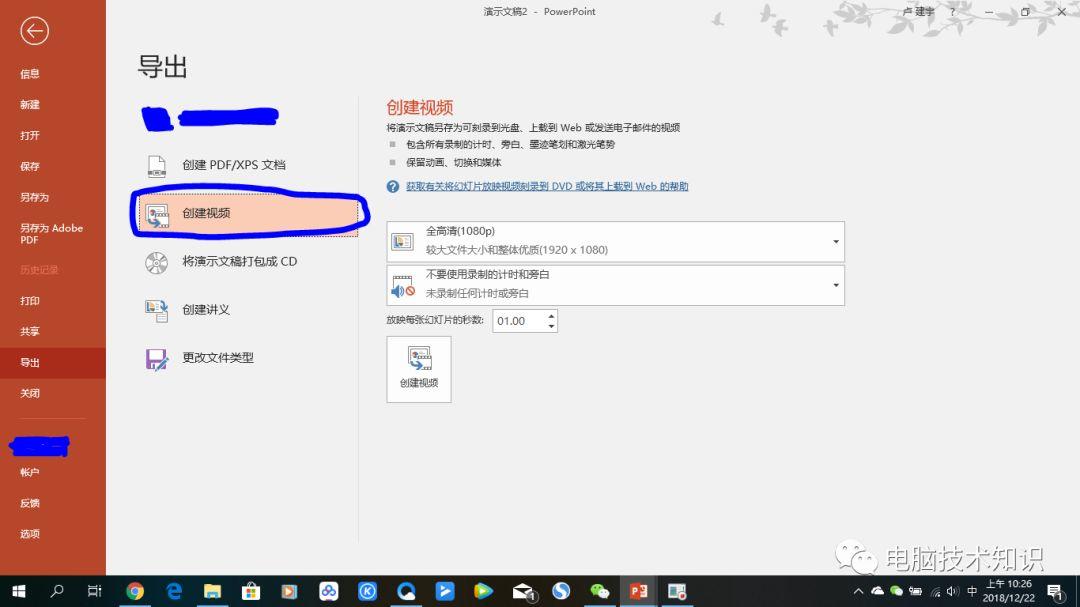 演示文稿2 - PowerPoint
卢 建宇
?
信息
新建
打开
保存
另存为
另存为 Adobe
PDF
历史记录
打印
共享
导出
关闭
帐户
反馈
选项
导出
创建 PDF/XPS 文档
创建视频
将演示文稿打包成 CD
创建讲义
更改文件类型
创建视频
将演示文稿另存为可刻录到光盘、上载到 Web 或发送电子邮件的视频
包含所有录制的计时、旁白、墨迹笔划和激光笔势
保留动画、切换和媒体
获取有关将幻灯片放映视频刻录到 DVD 或将其上载到 Web 的帮助
全高清(1080p)
较大文件大小和整体优质(1920 x 1080)
不要使用录制的计时和旁白
未录制任何计时或旁白
放映每张幻灯片的秒数:
01.00
创建视频
电脑技术知识
中
上午 10:26
2018/12/22
1
1